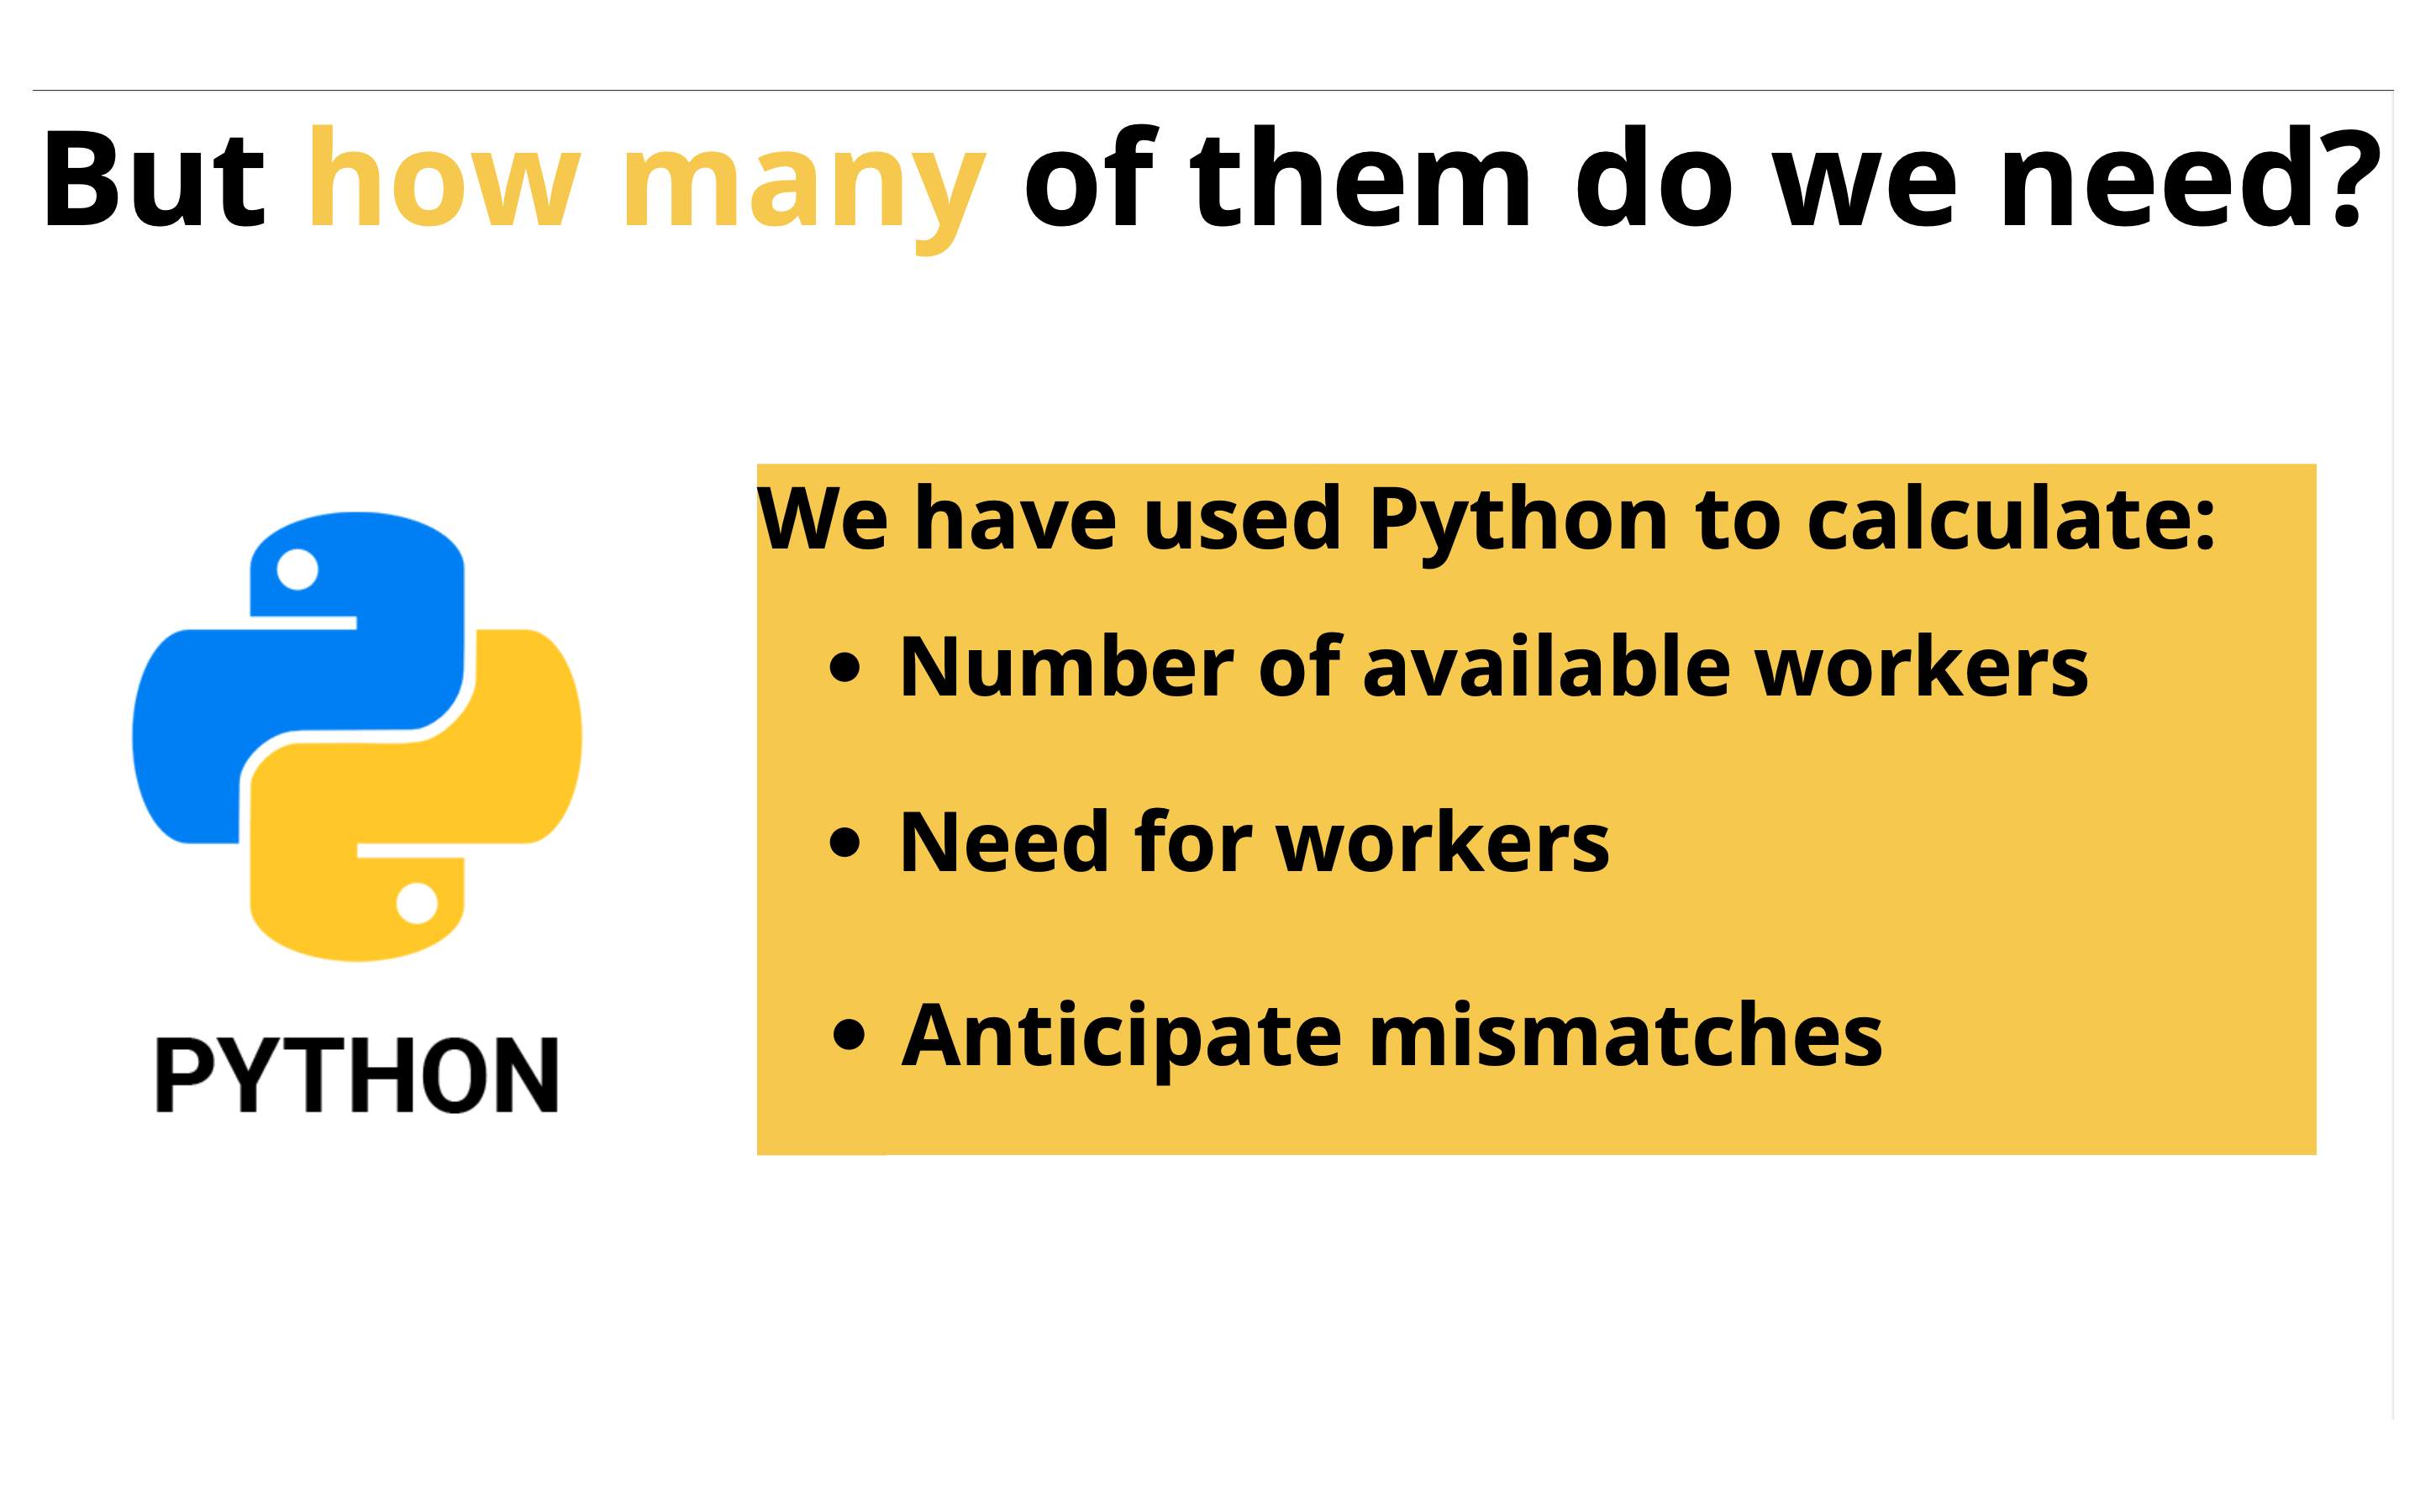 But how many of them do we need?
We have used Python to calculate:
• Number of available workers
• Need for workers
• Anticipate mismatches
PYTHON